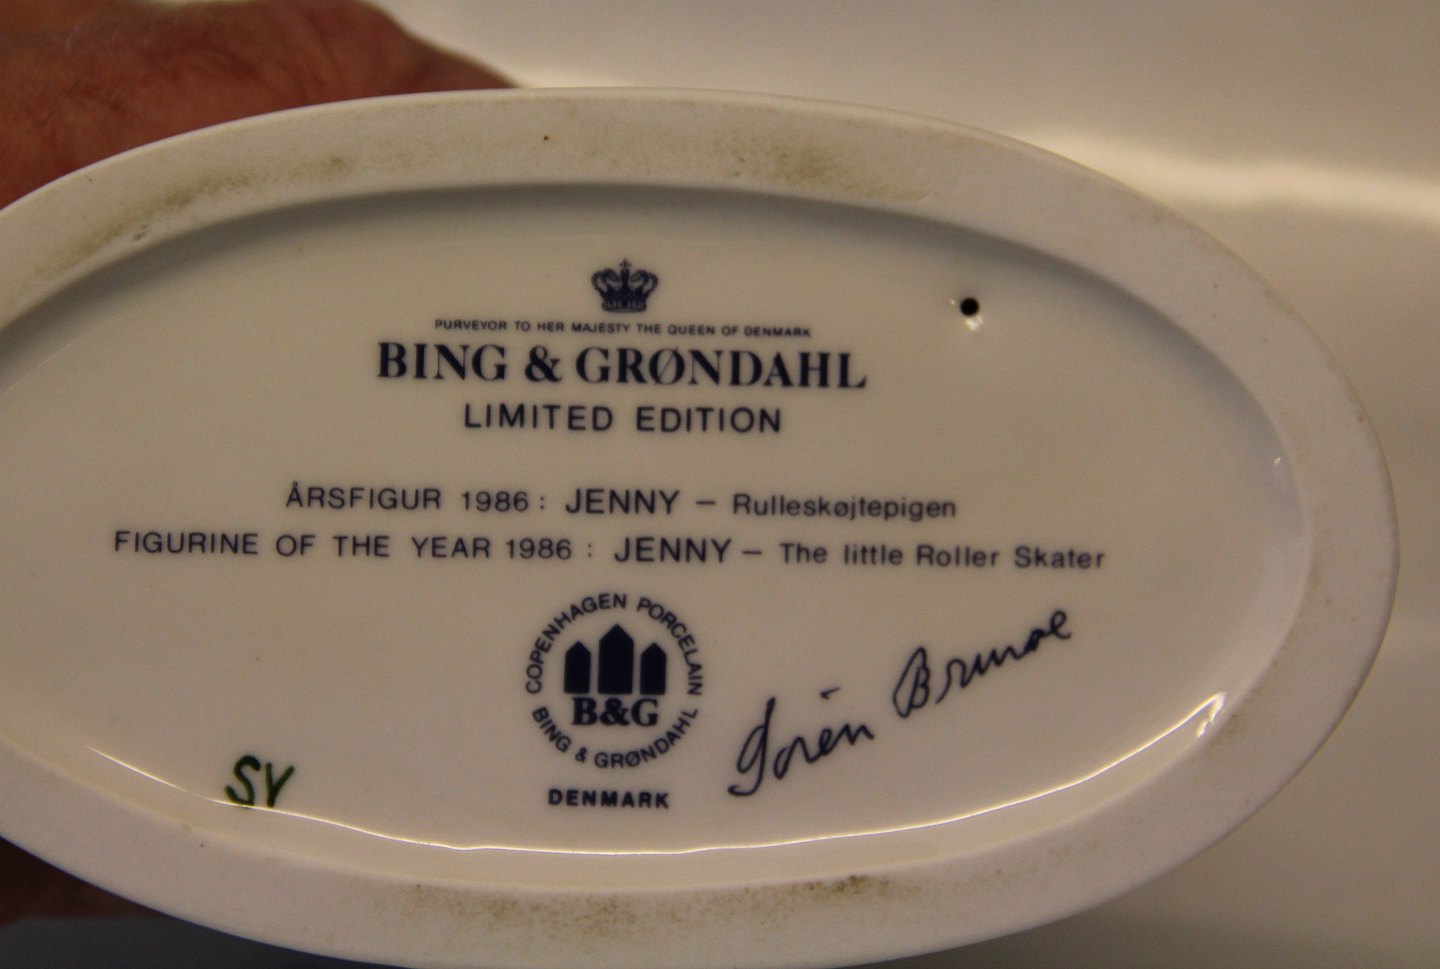 PURVEYOR TO HER MAJESTY THE QUEEN OF DENMARK
BING & GRØNDAHL
LIMITED EDITION
ÅRSFIGUR 1986: JENNY – Rulleskøjtepigen
FIGURINE OF THE YEAR 1986: JENNY – The little Roller Skater
COPENHAGEN PORCELAIN
B&G
BING & GRØNDAHL
DENMARK
SV